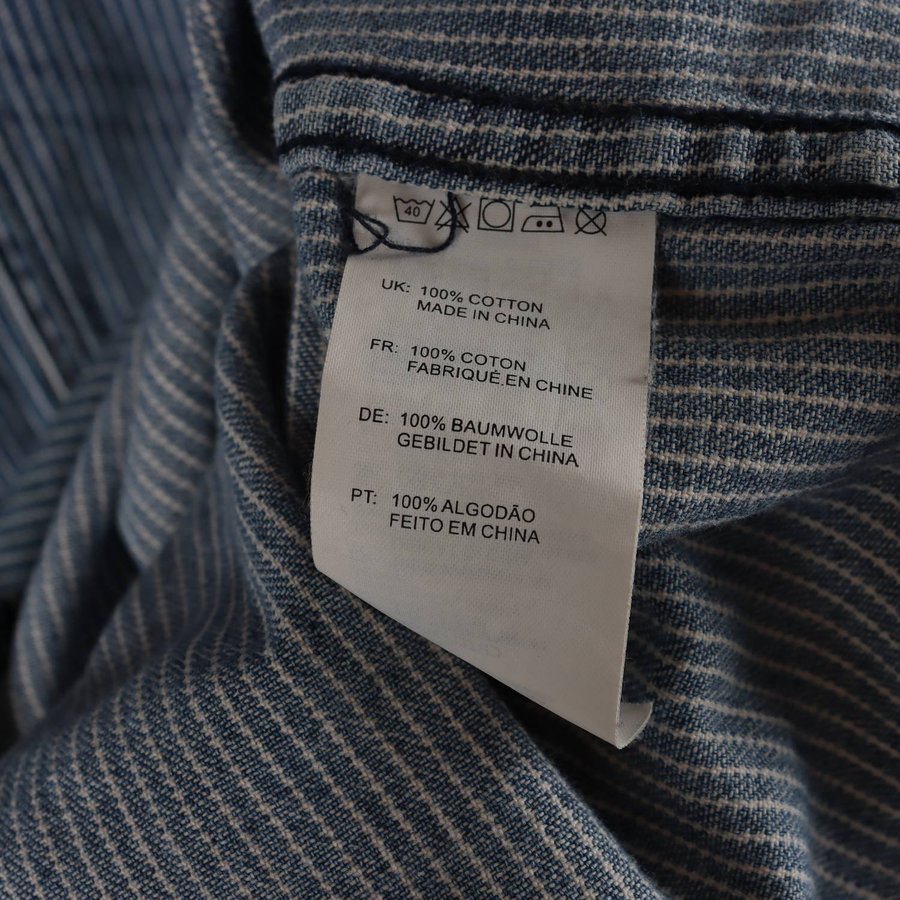 40
UK: 100% COTTON
MADE IN CHINA
FR: 100% COTON
FABRIQUÉ.EN CHINE
DE: 100% BAUMWOLLE
GEBILDET IN CHINA
PT: 100% ALGODÃO
FEITO EM CHINA